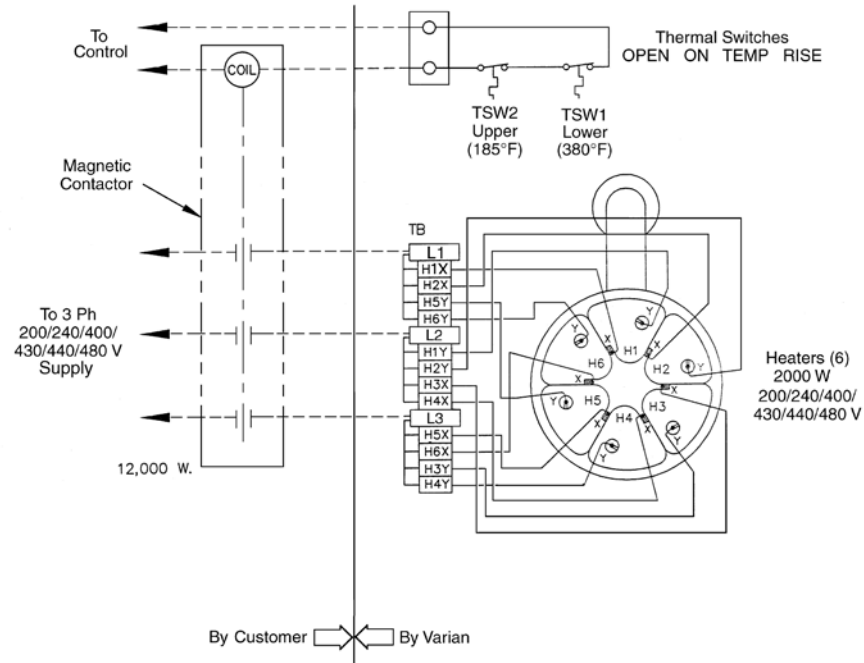 To
Control
COIL
Thermal Switches
OPEN ON TEMP RISE
TSW2
Upper
(185°F)
TSW1
Lower
(380°F)
Magnetic
Contactor
TB
L1
H1X
H2X
H5Y
H6Y
L2
H1Y
H2Y
H3X
H4X
L3
H5X
H6X
H3Y
H4Y
To 3 Ph
200/240/400/
430/440/480 V
Supply
12,000 W.
Y
H1
X
Y
H2
X
Y
H3
X
Y
H4
X
Y
H5
X
Y
H6
X
Heaters (6)
2000 W
200/240/400/
430/440/480 V
By Customer
By Varian